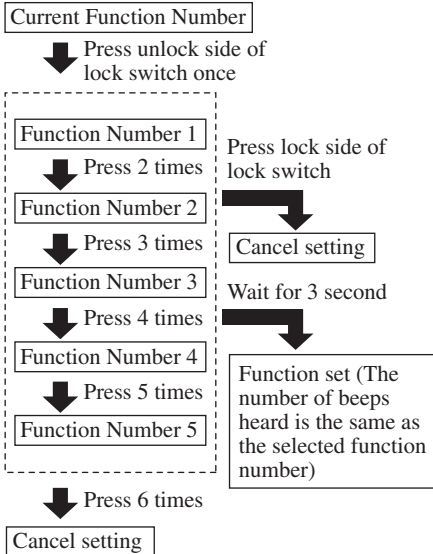 Current Function Number
Press unlock side of
lock switch once
Function Number 1
Press 2 times
Function Number 2
Press lock side of
lock switch
Cancel setting
Press 3 times
Function Number 3
Wait for 3 second
Press 4 times
Function Number 4
Press 5 times
Function Number 5
Function set (The
number of beeps
heard is the same as
the selected function
number)
Press 6 times
Cancel setting